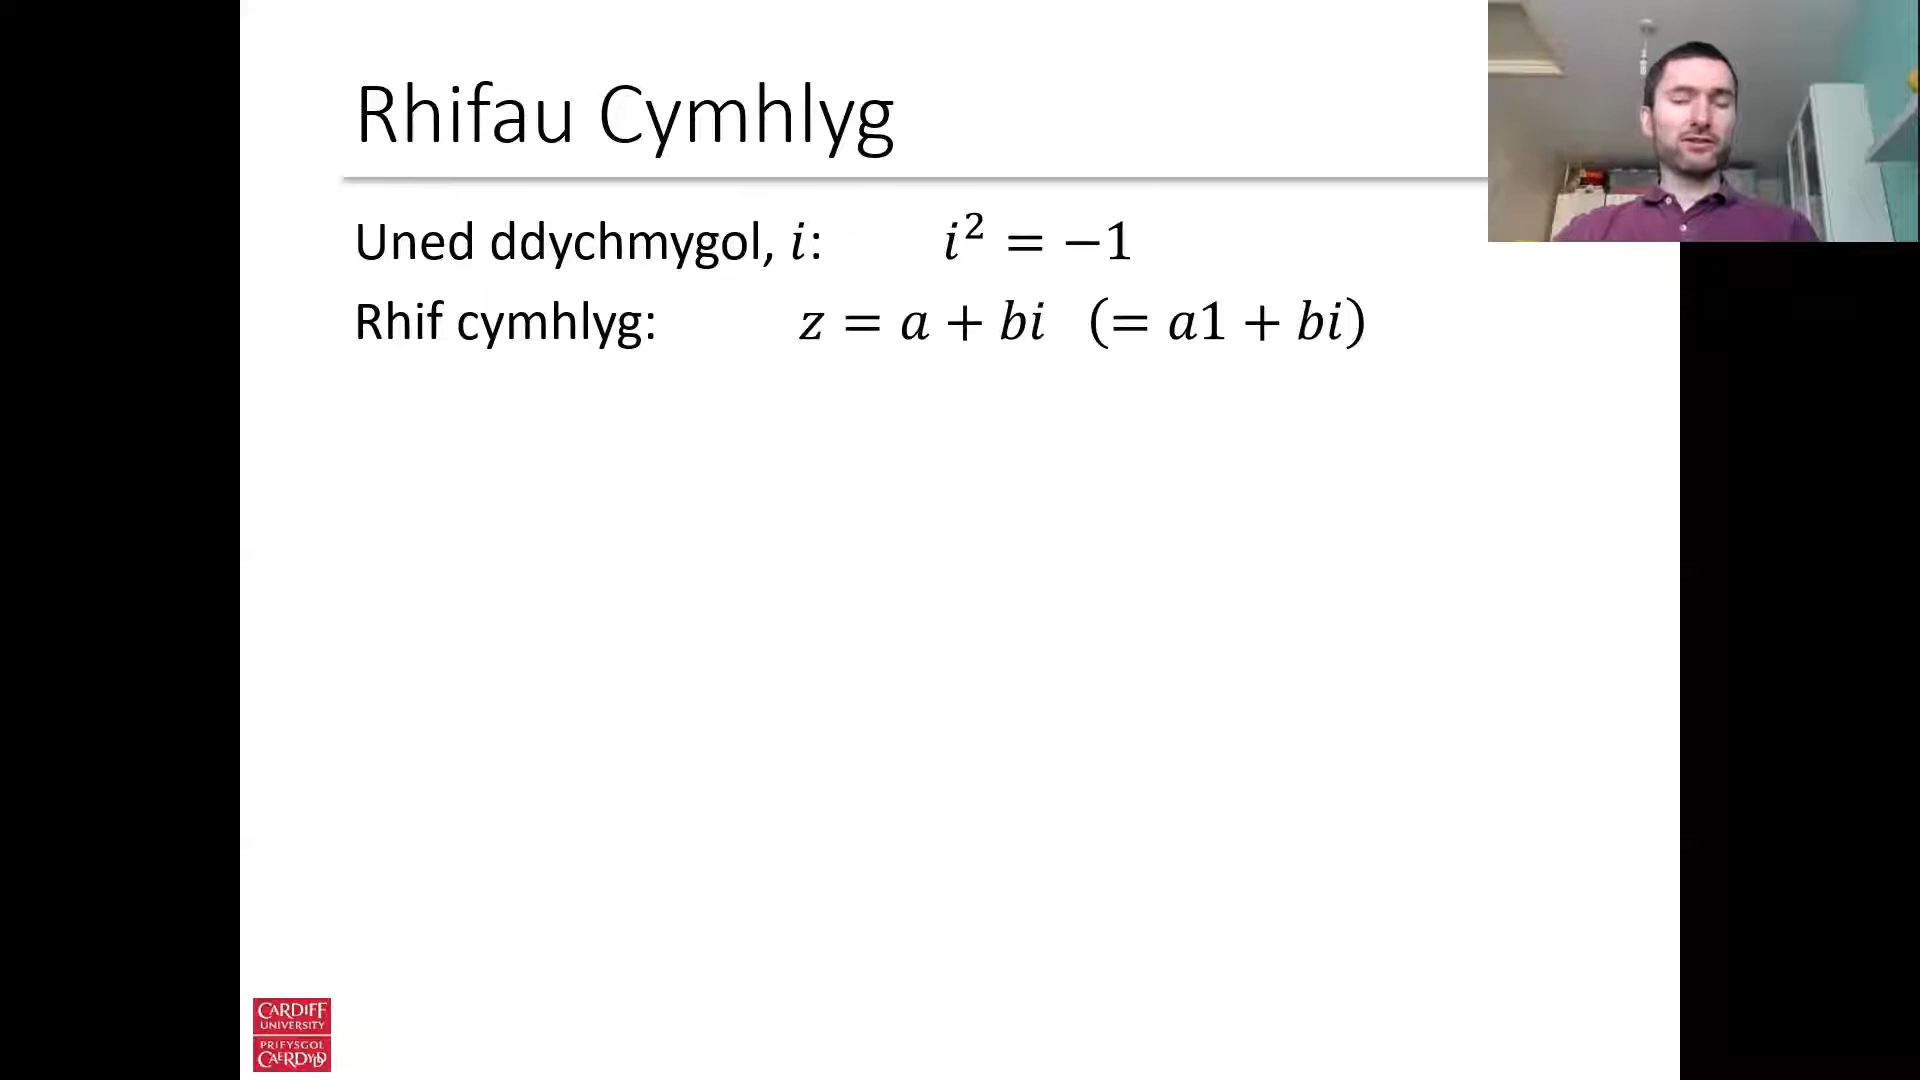 Rhifau Cymhlyg
Uned ddychmygol, i: i² = −1
Rhif cymhlyg: z = a + bi (= a1 + bi)
CARDIFF
UNIVERSITY
PRIFYSGOL
CAERDYDD